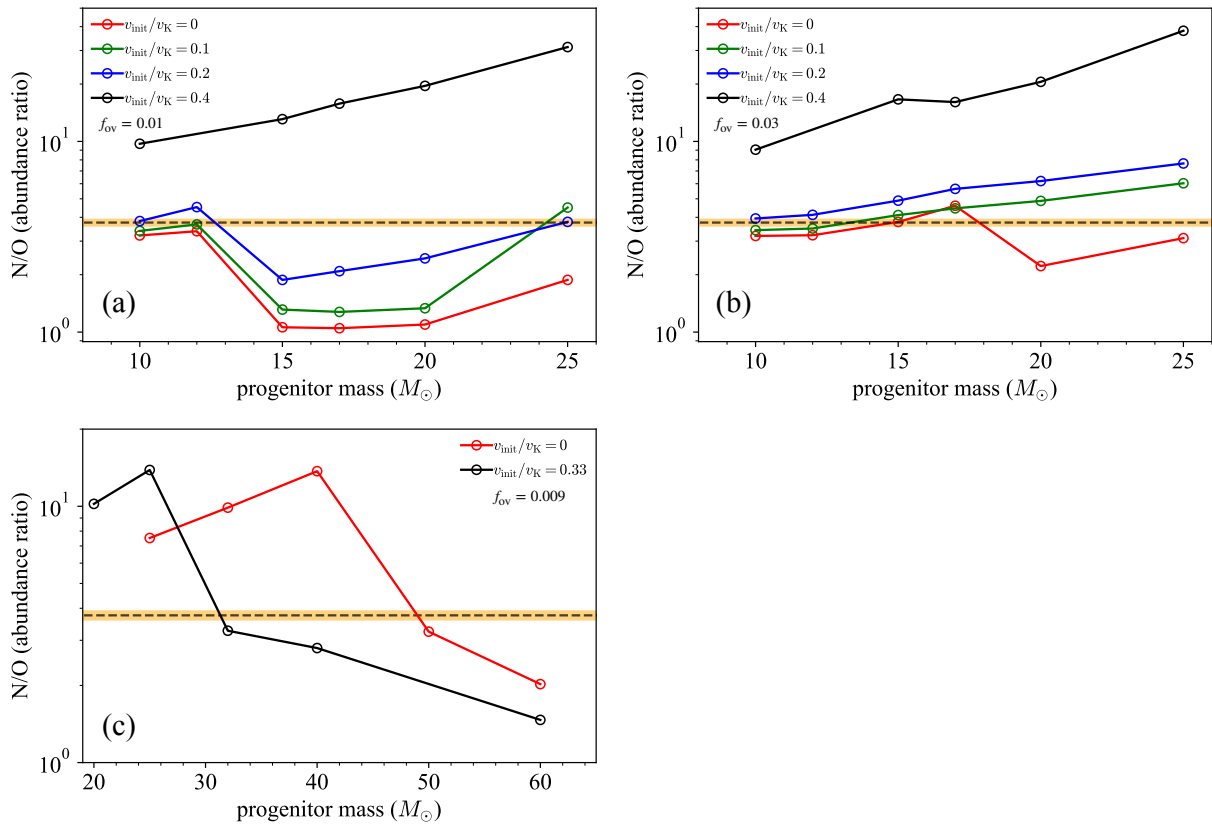 N/O (abundance ratio)
10^1
10^0
v_init/v_K = 0
v_init/v_K = 0.1
v_init/v_K = 0.2
v_init/v_K = 0.4
f_ov = 0.01
(a)
10 15 20 25
progenitor mass (M_⊙)
N/O (abundance ratio)
10^1
10^0
v_init/v_K = 0
v_init/v_K = 0.1
v_init/v_K = 0.2
v_init/v_K = 0.4
f_ov = 0.03
(b)
10 15 20 25
progenitor mass (M_⊙)
N/O (abundance ratio)
10^1
10^0
v_init/v_K = 0
v_init/v_K = 0.33
f_ov = 0.009
(c)
20 30 40 50 60
progenitor mass (M_⊙)